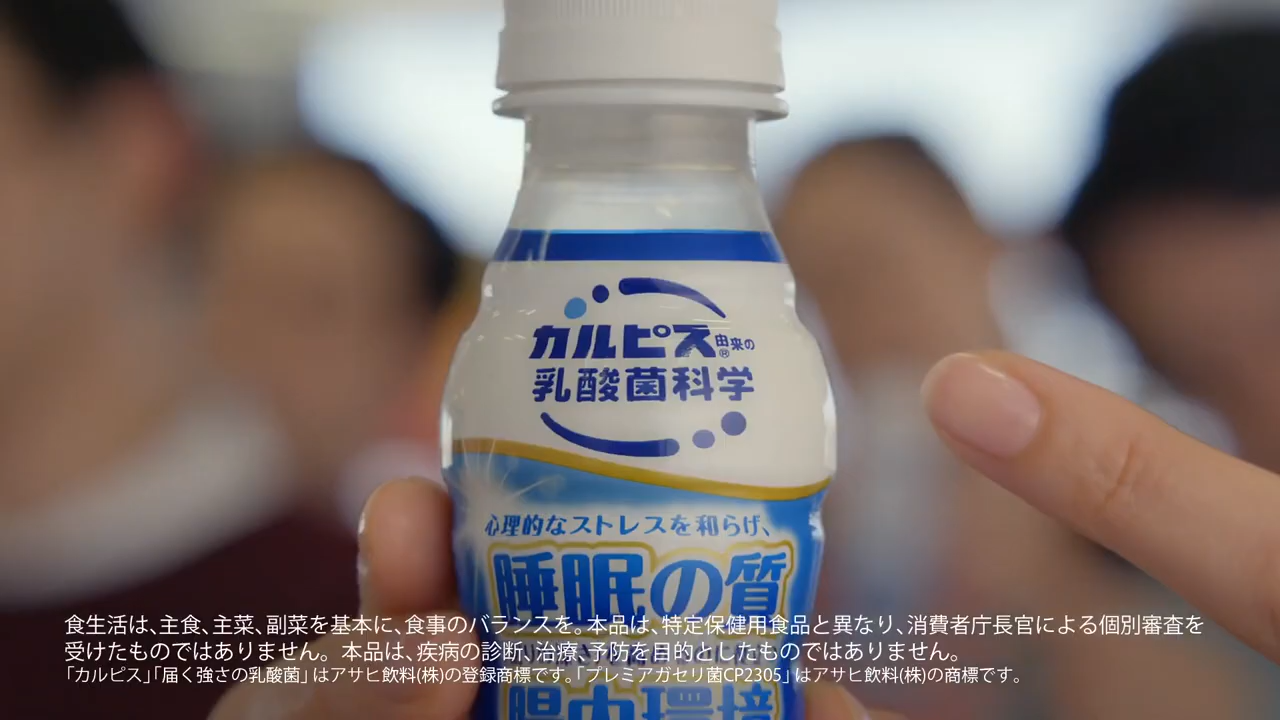 カルピス®由来の
乳酸菌科学
心理的なストレスを和らげ、
睡眠の質
腸内環境
食生活は、主食、主菜、副菜を基本に、食事のバランスを。本品は、特定保健用食品と異なり、消費者庁長官による個別審査を
受けたものではありません。本品は、疾病の診断、治療、予防を目的としたものではありません。
「カルピス」「届く強さの乳酸菌」はアサヒ飲料(株)の登録商標です。「プレミアガセリ菌CP2305」はアサヒ飲料(株)の商標です。